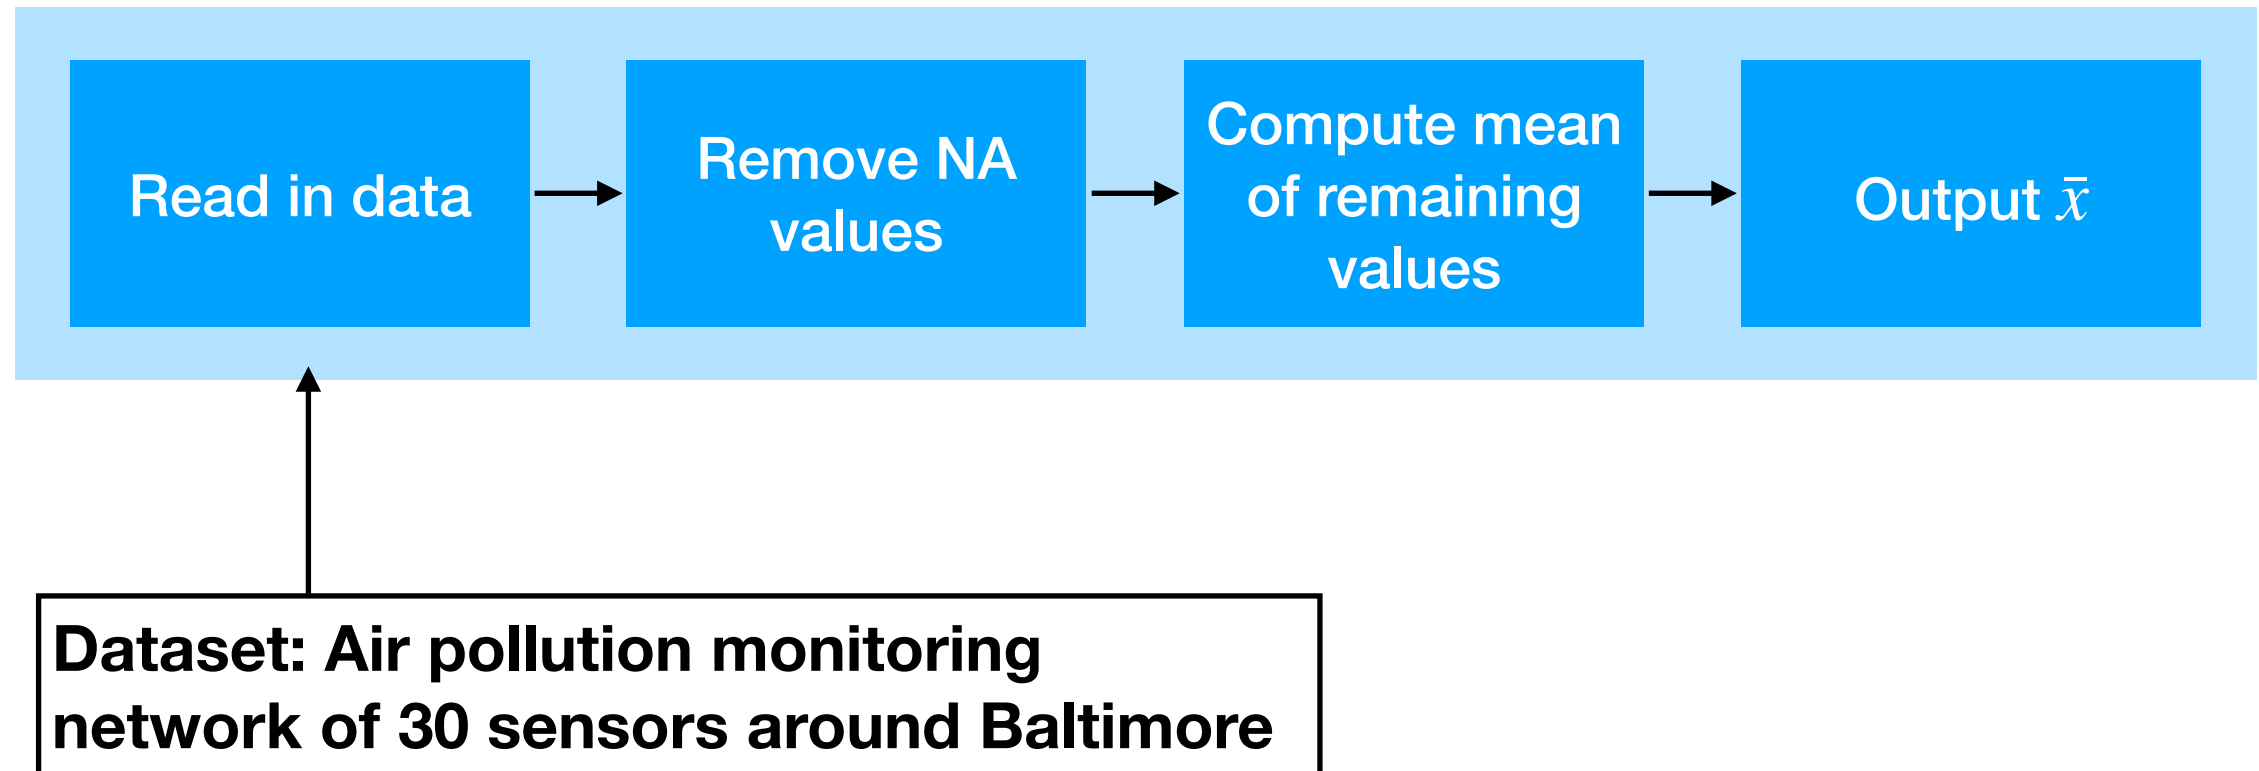 Read in data
Remove NA
values
Compute mean
of remaining
values
Output x̄
Dataset: Air pollution monitoring
network of 30 sensors around Baltimore